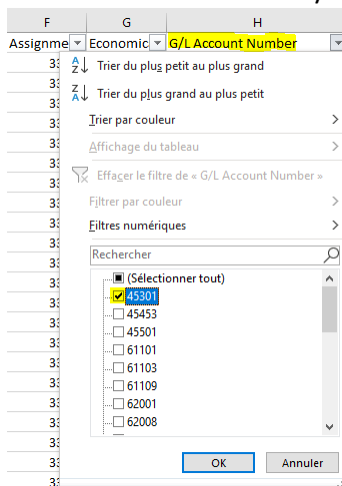 F G H
Assignme Economic G/L Account Number
Trier du plus petit au plus grand
Trier du plus grand au plus petit
Trier par couleur
Affichage du tableau
Effacer le filtre de « G/L Account Number »
Filtrer par couleur
Filtres numériques
Rechercher
(Sélectionner tout)
45301
45453
45501
61101
61103
61109
62001
62008
OK Annuler